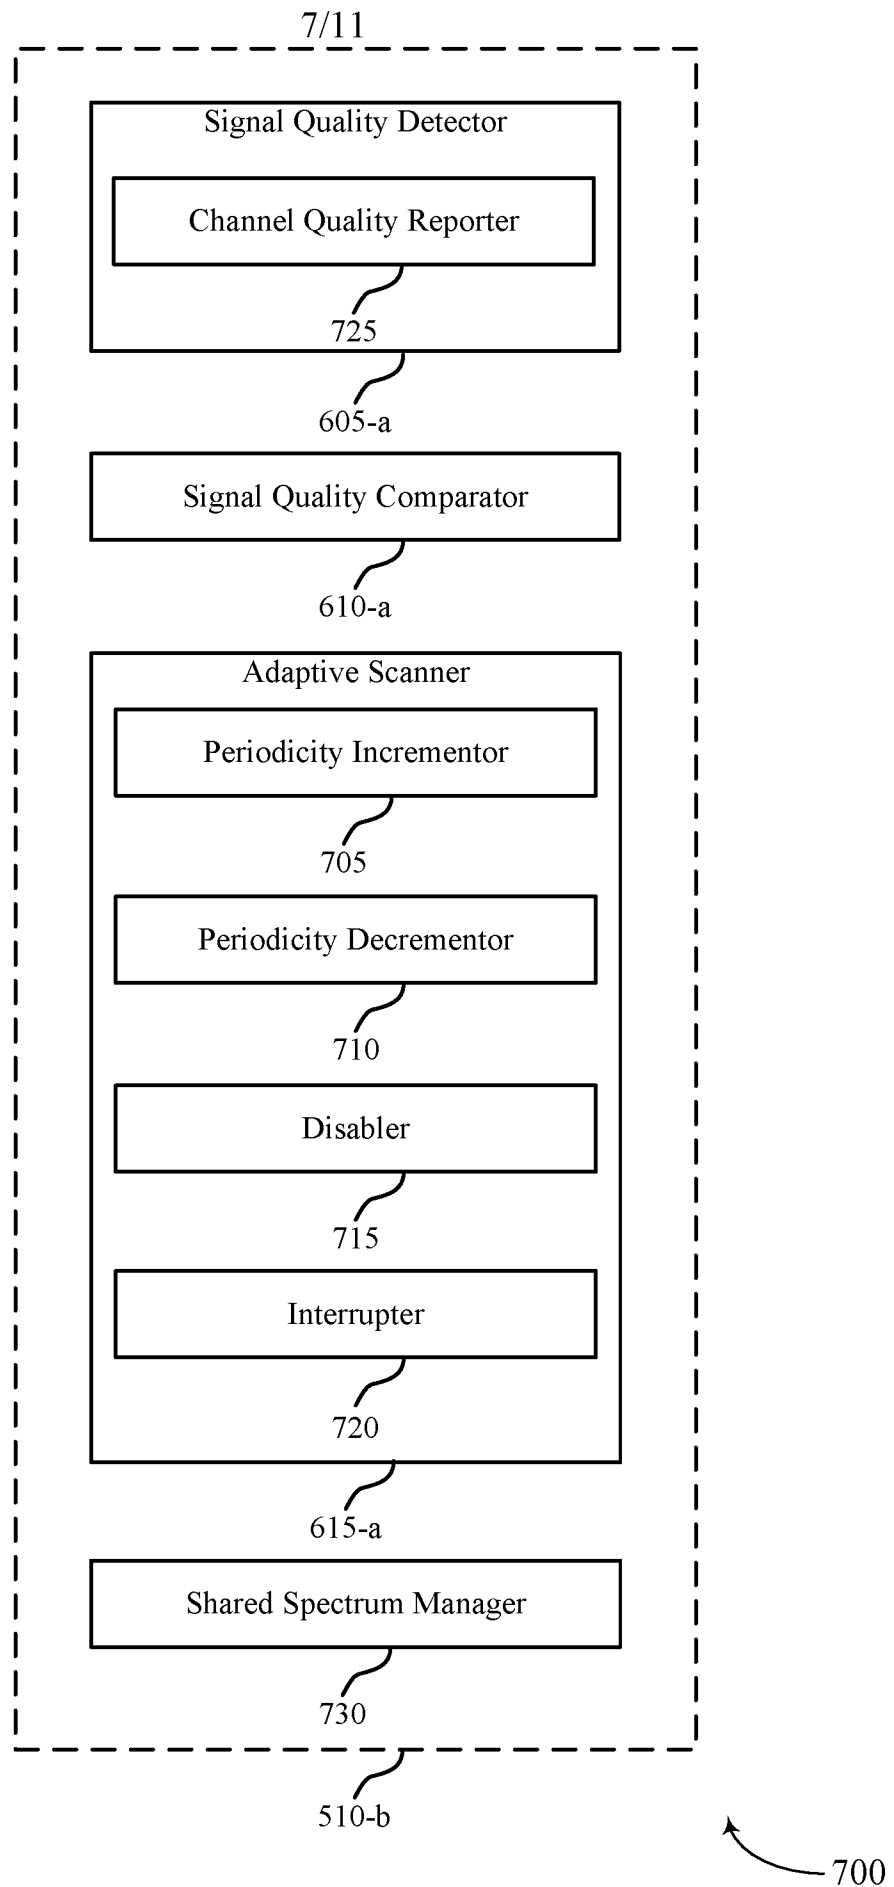 7/11
Signal Quality Detector
Channel Quality Reporter
725
605-a
Signal Quality Comparator
610-a
Adaptive Scanner
Periodicity Incrementor
705
Periodicity Decrementor
710
Disabler
715
Interrupter
720
615-a
Shared Spectrum Manager
730
510-b
700